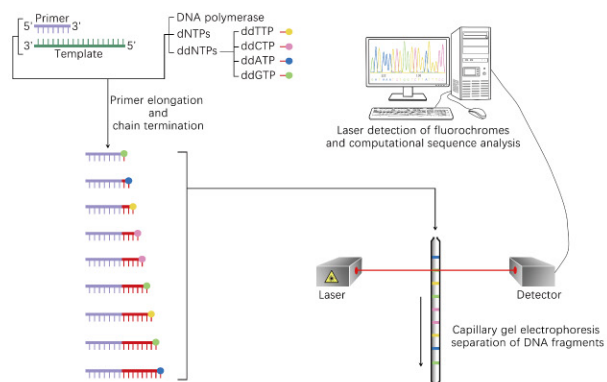 5' Primer 3'
3' Template 5'
DNA polymerase
dNTPs
ddNTPs
ddTTP
ddCTP
ddATP
ddGTP
Primer elongation
and
chain termination
Laser detection of fluorochromes
and computational sequence analysis
Laser
Detector
Capillary gel electrophoresis
separation of DNA fragments